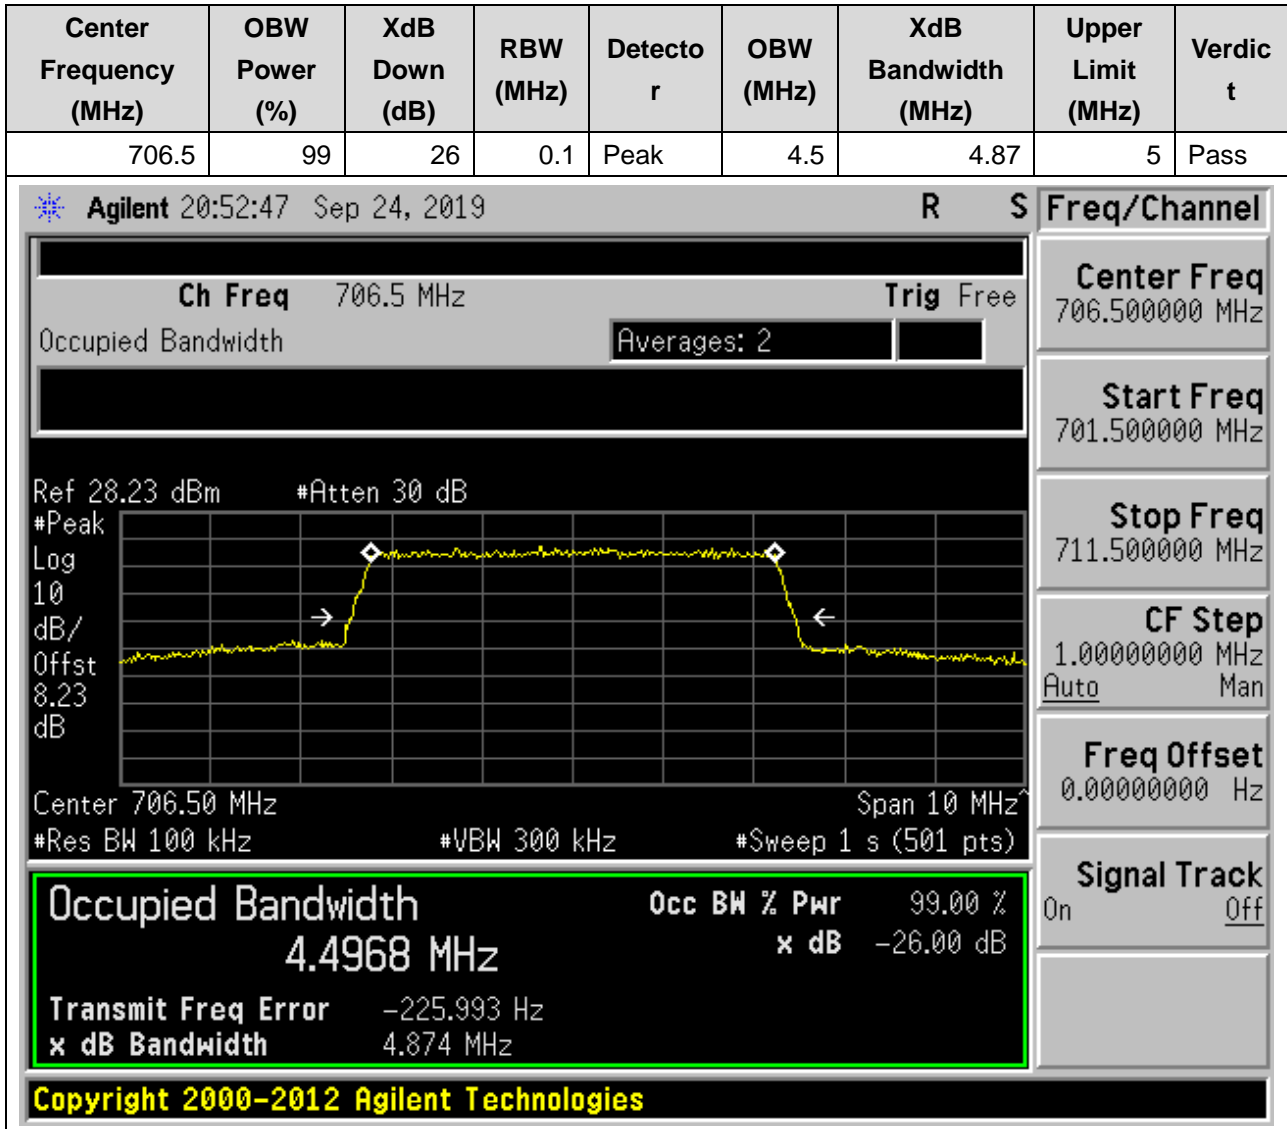 Center Frequency (MHz) OBW Power (%) XdB Down (dB) RBW (MHz) Detecto r OBW (MHz) XdB Bandwidth (MHz) Upper Limit (MHz) Verdic t
706.5 99 26 0.1 Peak 4.5 4.87 5 Pass
Agilent 20:52:47 Sep 24, 2019 R S
Ch Freq 706.5 MHz Trig Free
Occupied Bandwidth Averages: 2
Ref 28.23 dBm #Atten 30 dB
#Peak
Log
10
dB/
Offst
8.23
dB
Center 706.50 MHz Span 10 MHz^
#Res BW 100 kHz #VBW 300 kHz #Sweep 1 s (501 pts)
Occupied Bandwidth Occ BW % Pwr 99.00 %
4.4968 MHz x dB -26.00 dB
Transmit Freq Error -225.993 Hz
x dB Bandwidth 4.874 MHz
Copyright 2000-2012 Agilent Technologies
Freq/Channel
Center Freq
706.500000 MHz
Start Freq
701.500000 MHz
Stop Freq
711.500000 MHz
CF Step
1.00000000 MHz
Auto Man
Freq Offset
0.00000000 Hz
Signal Track
On Off